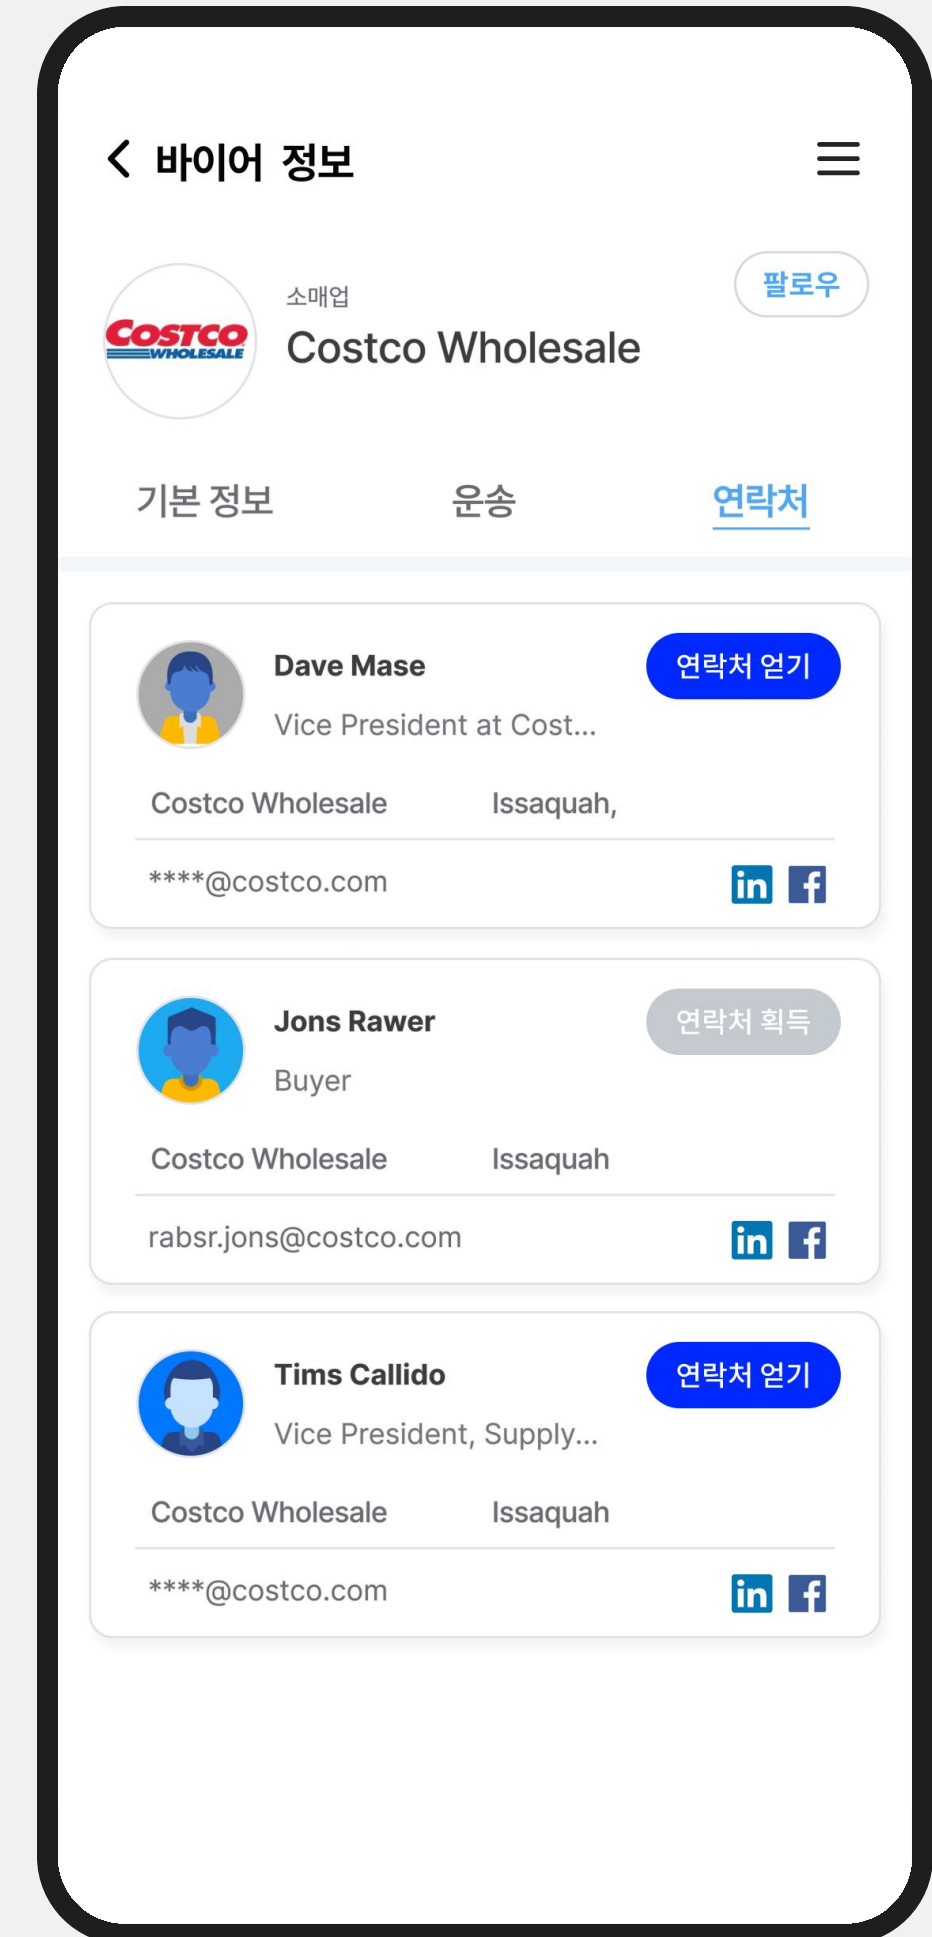 바이어 정보
소매업
팔로우
COSTCO
WHOLESALE
Costco Wholesale
기본 정보 운송 연락처
Dave Mase 연락처 얻기
Vice President at Cost...
Costco Wholesale Issaquah,
****@costco.com in f
Jons Rawer 연락처 획득
Buyer
Costco Wholesale Issaquah
rabsr.jons@costco.com in f
Tims Callido 연락처 얻기
Vice President, Supply...
Costco Wholesale Issaquah
****@costco.com in f